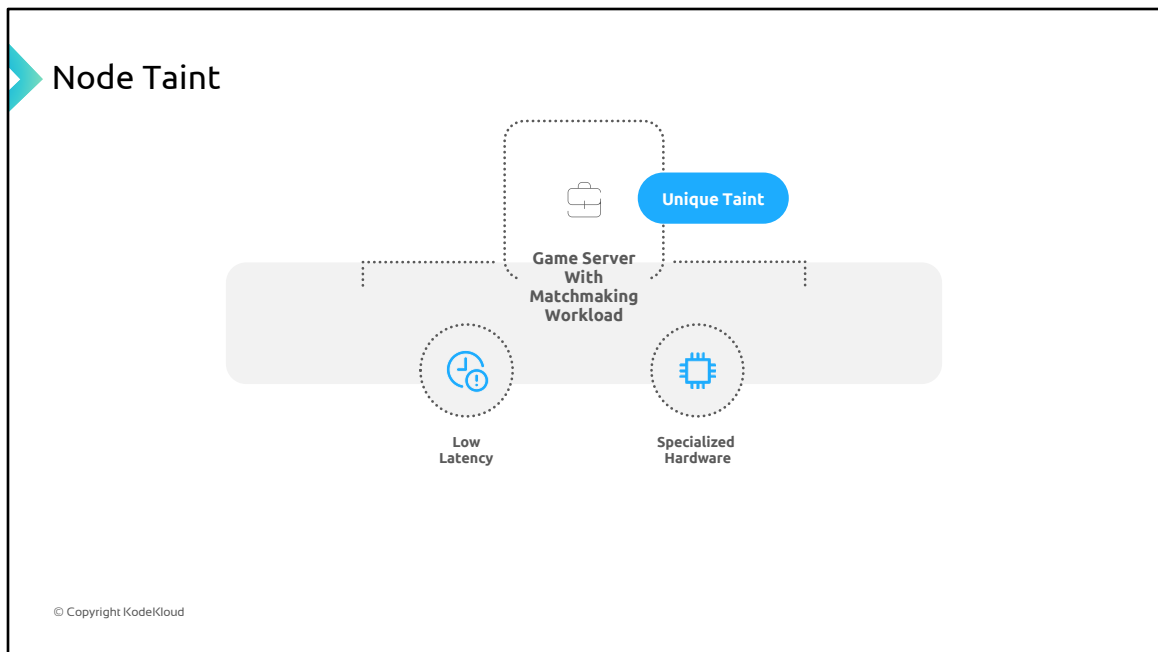 Node Taint
Unique Taint
Game Server
With
Matchmaking
Workload
Low
Latency
Specialized
Hardware
© Copyright KodeKloud